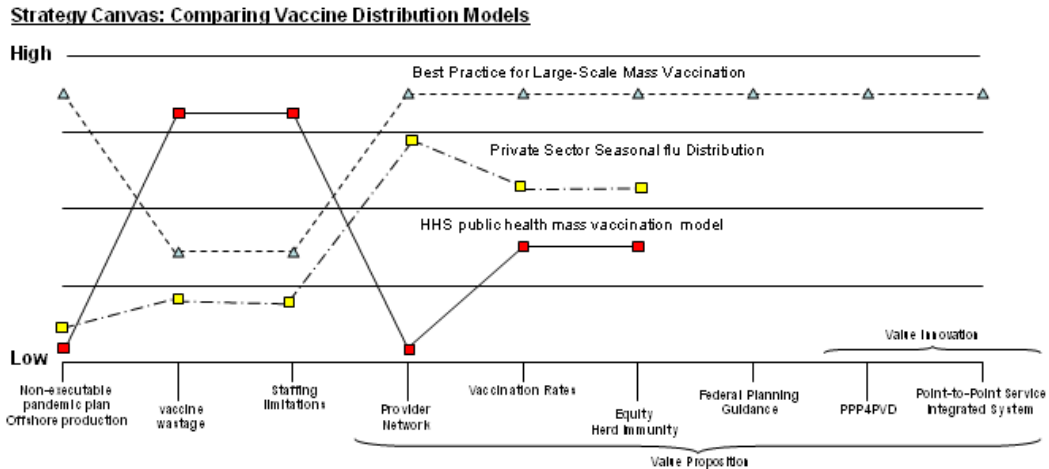 Strategy Canvas: Comparing Vaccine Distribution Models
High
Best Practice for Large-Scale Mass Vaccination
Private Sector Seasonal flu Distribution
HHS public health mass vaccination model
Value Innovation
Low
Non-executable
pandemic plan
Offshore production
vaccine
wastage
Staffing
limitations
Provider
Network
Vaccination Rates
Equity
Herd Immunity
Federal Planning
Guidance
PPP4PVD
Point-to-Point Service
Integrated System
Value Proposition